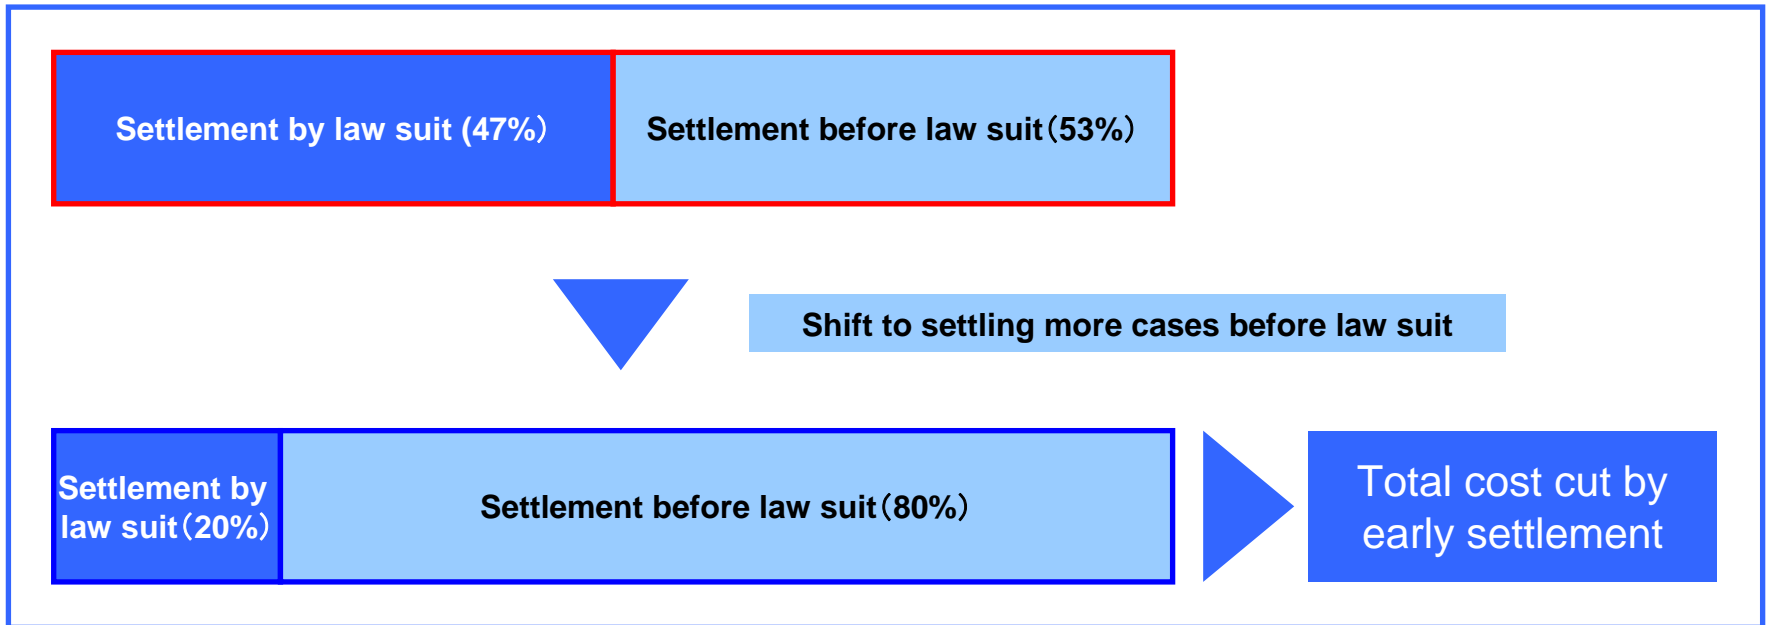 Settlement by law suit (47%）
Settlement before law suit（53%）
Shift to settling more cases before law suit
Settlement by
law suit（20%）
Settlement before law suit（80%）
Total cost cut by
early settlement